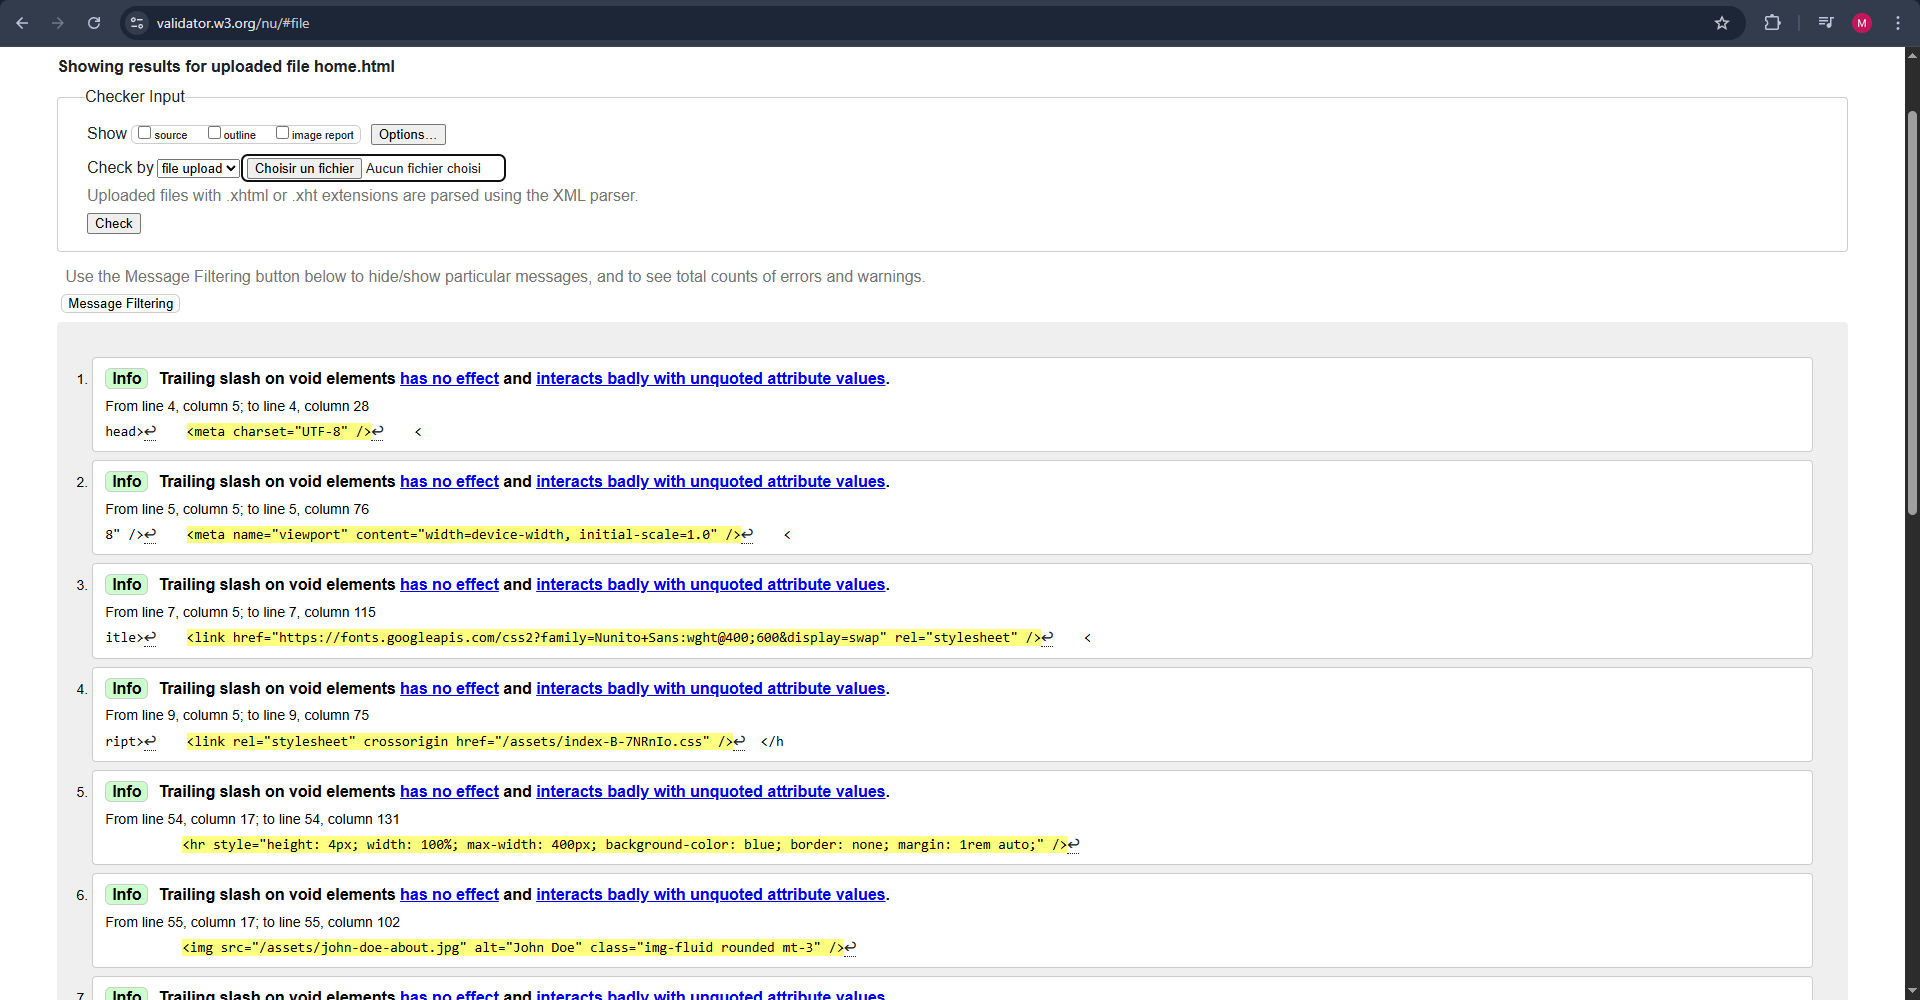 validator.w3.org/nu/#file
M
Showing results for uploaded file home.html
Checker Input
Show source outline image report Options...
Check by file upload Choisir un fichier Aucun fichier choisi
Uploaded files with .xhtml or .xht extensions are parsed using the XML parser.
Check
Use the Message Filtering button below to hide/show particular messages, and to see total counts of errors and warnings.
Message Filtering
1. Info Trailing slash on void elements has no effect and interacts badly with unquoted attribute values.
From line 4, column 5; to line 4, column 28
head>↩ <meta charset="UTF-8" />↩ <
2. Info Trailing slash on void elements has no effect and interacts badly with unquoted attribute values.
From line 5, column 5; to line 5, column 76
8" />↩ <meta name="viewport" content="width=device-width, initial-scale=1.0" />↩ <
3. Info Trailing slash on void elements has no effect and interacts badly with unquoted attribute values.
From line 7, column 5; to line 7, column 115
itle>↩ <link href="https://fonts.googleapis.com/css2?family=Nunito+Sans:wght@400;600&display=swap" rel="stylesheet" />↩ <
4. Info Trailing slash on void elements has no effect and interacts badly with unquoted attribute values.
From line 9, column 5; to line 9, column 75
ript>↩ <link rel="stylesheet" crossorigin href="/assets/index-B-7NRnIo.css" />↩ </h
5. Info Trailing slash on void elements has no effect and interacts badly with unquoted attribute values.
From line 54, column 17; to line 54, column 131
<hr style="height: 4px; width: 100%; max-width: 400px; background-color: blue; border: none; margin: 1rem auto;" />↩
6. Info Trailing slash on void elements has no effect and interacts badly with unquoted attribute values.
From line 55, column 17; to line 55, column 102
<img src="/assets/john-doe-about.jpg" alt="John Doe" class="img-fluid rounded mt-3" />↩
7. Info Trailing slash on void elements has no effect and interacts badly with unquoted attribute values.